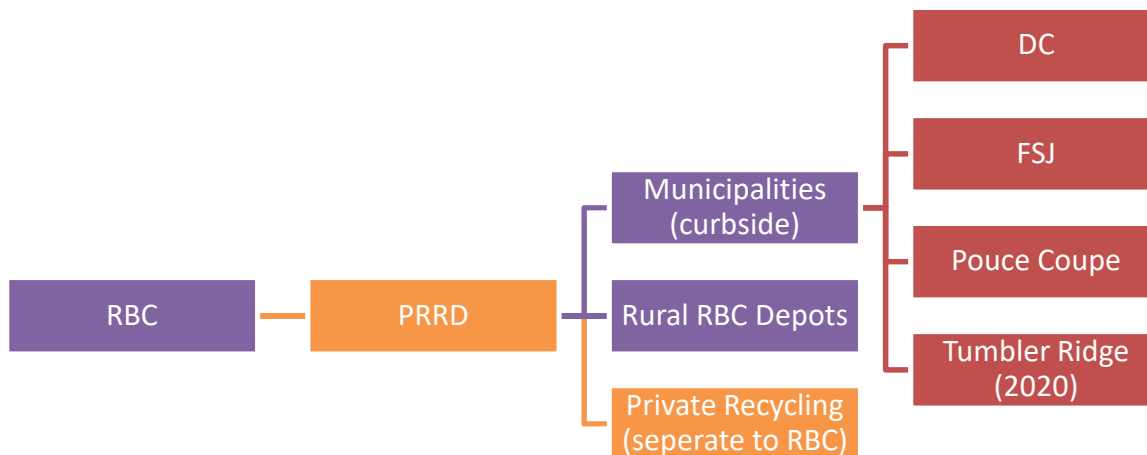 RBC
PRRD
Municipalities
(curbside)
Rural RBC Depots
Private Recycling
(seperate to RBC)
DC
FSJ
Pouce Coupe
Tumbler Ridge
(2020)